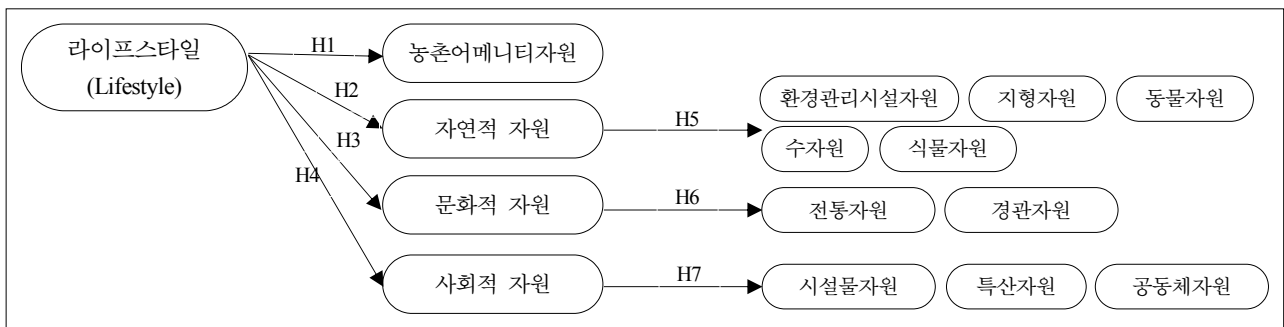 라이프스타일
(Lifestyle)
H1
농촌어메니티자원
H2
자연적 자원
H5
환경관리시설자원
지형자원
동물자원
수자원
식물자원
H3
문화적 자원
H6
전통자원
경관자원
H4
사회적 자원
H7
시설물자원
특산자원
공동체자원